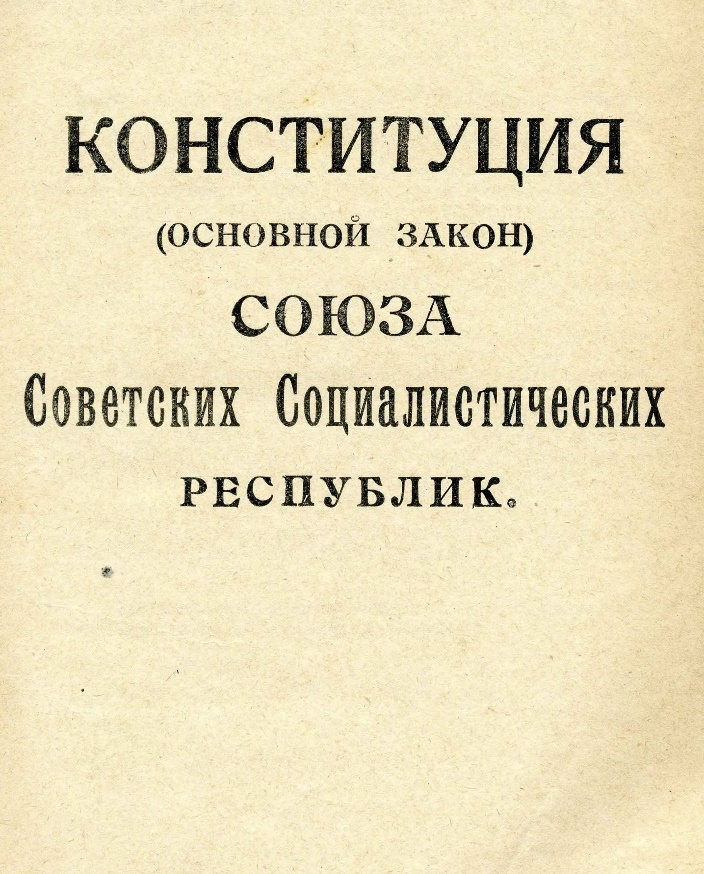 КОНСТИТУЦИЯ
(ОСНОВНОЙ ЗАКОН)
СОЮЗА
Советских Социалистических
РЕСПУБЛИК.